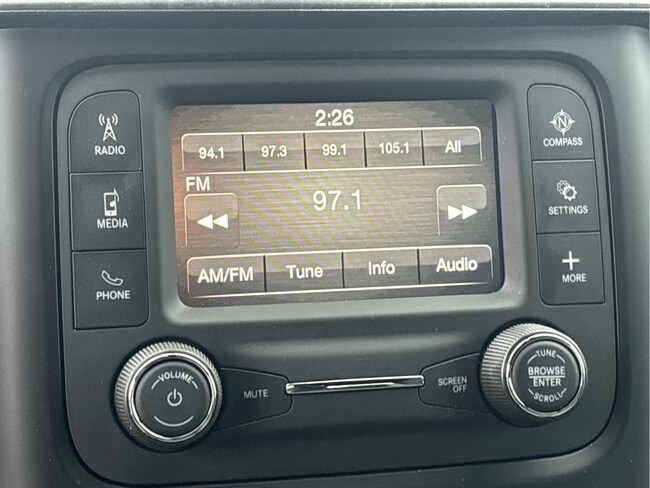 2:26
94.1 97.3 99.1 105.1 All
FM
97.1
AM/FM Tune Info Audio
RADIO
MEDIA
PHONE
N
COMPASS
SETTINGS
MORE
VOLUME
MUTE
SCREEN
OFF
TUNE
BROWSE
ENTER
SCROLL